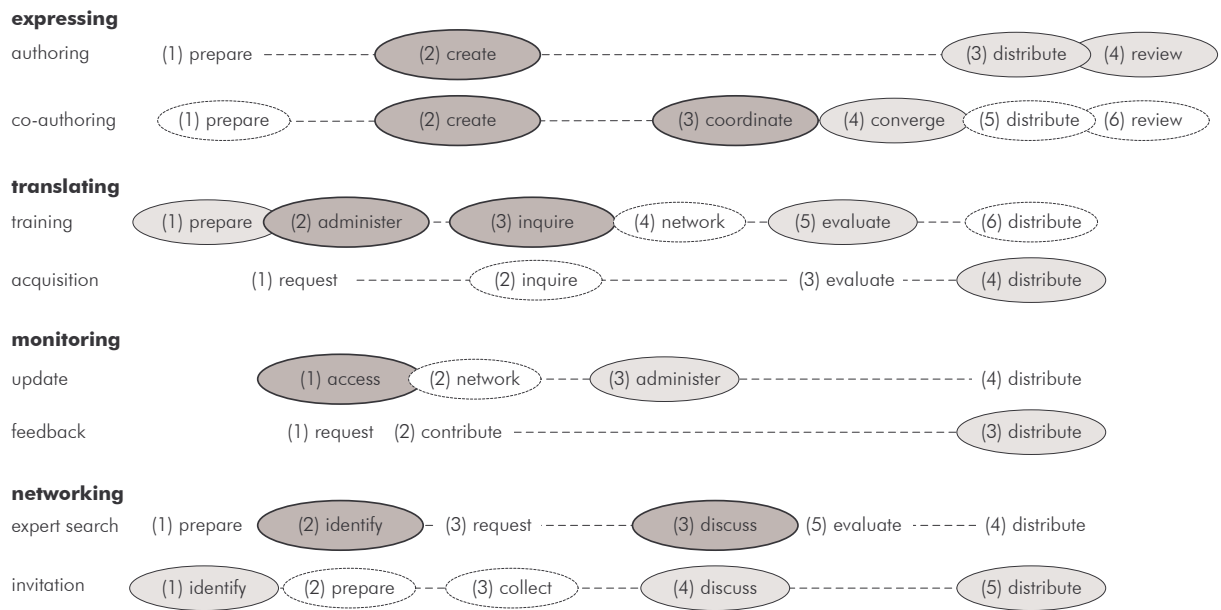 expressing
authoring (1) prepare (2) create (3) distribute (4) review
co-authoring (1) prepare (2) create (3) coordinate (4) converge (5) distribute (6) review
translating
training (1) prepare (2) administer (3) inquire (4) network (5) evaluate (6) distribute
acquisition (1) request (2) inquire (3) evaluate (4) distribute
monitoring
update (1) access (2) network (3) administer (4) distribute
feedback (1) request (2) contribute (3) distribute
networking
expert search (1) prepare (2) identify (3) request (3) discuss (5) evaluate (4) distribute
invitation (1) identify (2) prepare (3) collect (4) discuss (5) distribute